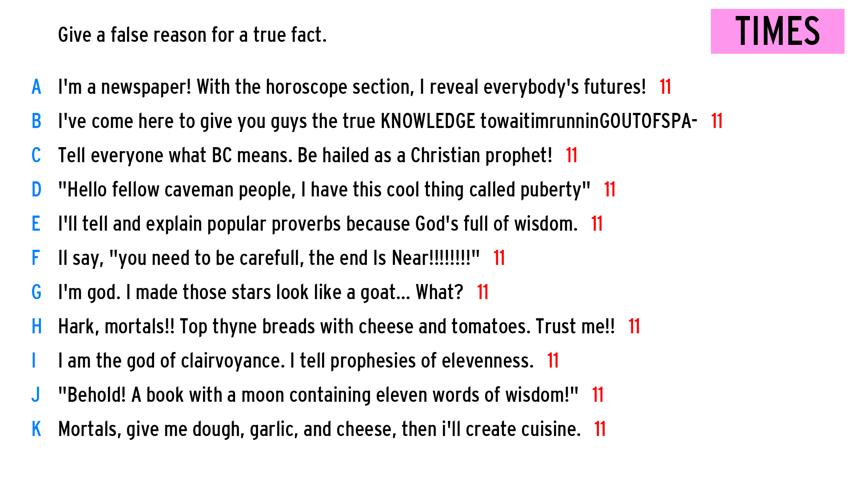 Give a false reason for a true fact.
TIMES
A I'm a newspaper! With the horoscope section, I reveal everybody's futures! 11
B I've come here to give you guys the true KNOWLEDGE towaitimrunninGOUTOFSPA- 11
C Tell everyone what BC means. Be hailed as a Christian prophet! 11
D "Hello fellow caveman people, I have this cool thing called puberty" 11
E I'll tell and explain popular proverbs because God's full of wisdom. 11
F Il say, "you need to be carefull, the end Is Near!!!!!!!!" 11
G I'm god. I made those stars look like a goat... What? 11
H Hark, mortals!! Top thyne breads with cheese and tomatoes. Trust me!! 11
I I am the god of clairvoyance. I tell prophesies of elevenness. 11
J "Behold! A book with a moon containing eleven words of wisdom!" 11
K Mortals, give me dough, garlic, and cheese, then i'll create cuisine. 11